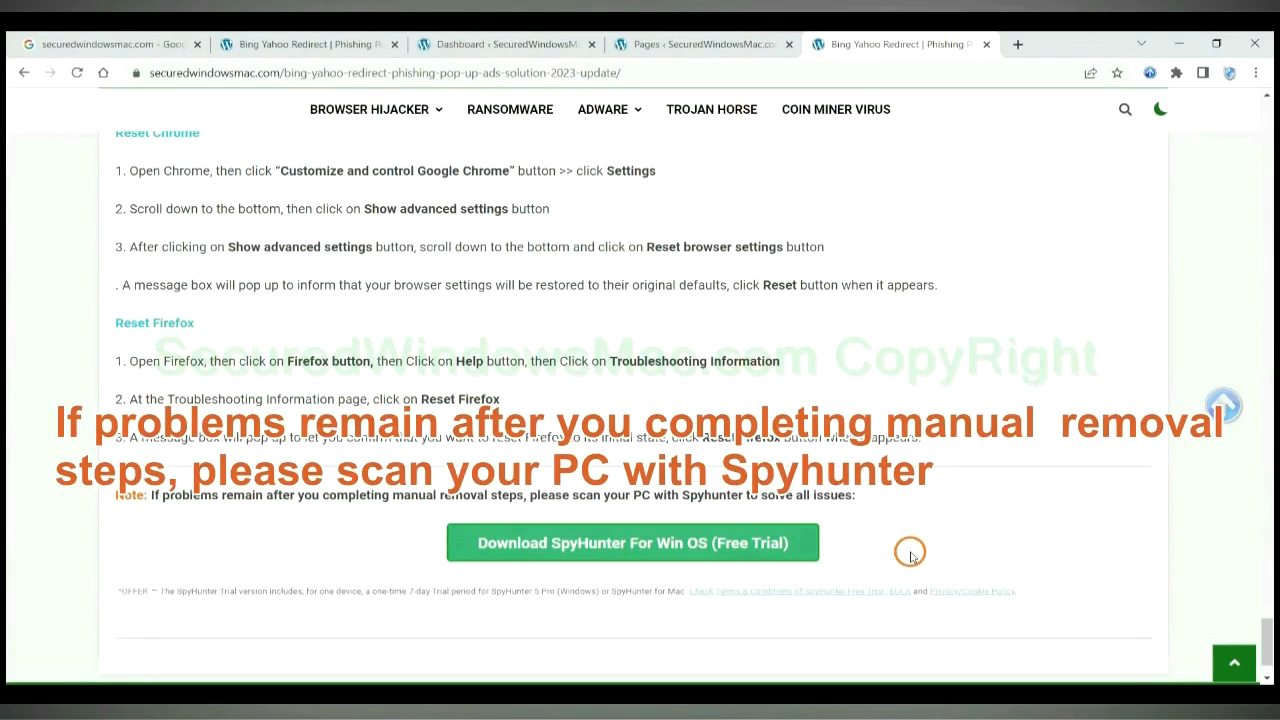 securedwindowsmac.com - Goo
Bing Yahoo Redirect | Phishing P
Dashboard ‹ SecuredWindowsM
Pages ‹ SecuredWindowsMac.co
Bing Yahoo Redirect | Phishing P
securedwindowsmac.com/bing-yahoo-redirect-phishing-pop-up-ads-solution-2023-update/
BROWSER HIJACKER RANSOMWARE ADWARE TROJAN HORSE COIN MINER VIRUS
Reset Chrome
1. Open Chrome, then click “Customize and control Google Chrome” button >> click Settings
2. Scroll down to the bottom, then click on Show advanced settings button
3. After clicking on Show advanced settings button, scroll down to the bottom and click on Reset browser settings button
. A message box will pop up to inform that your browser settings will be restored to their original defaults, click Reset button when it appears.
Reset Firefox
SecuredWindowsMac.com CopyRight
1. Open Firefox, then click on Firefox button, then Click on Help button, then Click on Troubleshooting Information
2. At the Troubleshooting Information page, click on Reset Firefox
If problems remain after you completing manual removal
3. A message box will pop up to let you confirm that you want to reset Firefox to its initial state, click Reset Firefox button when it appears.
steps, please scan your PC with Spyhunter
Note: If problems remain after you completing manual removal steps, please scan your PC with Spyhunter to solve all issues:
Download SpyHunter For Win OS (Free Trial)
*OFFER – The SpyHunter Trial version includes, for one device, a one-time 7-day Trial period for SpyHunter 5 Pro (Windows) or SpyHunter for Mac. Check Terms & Conditions of SpyHunter Free Trial, EULA and Privacy/Cookie Policy.